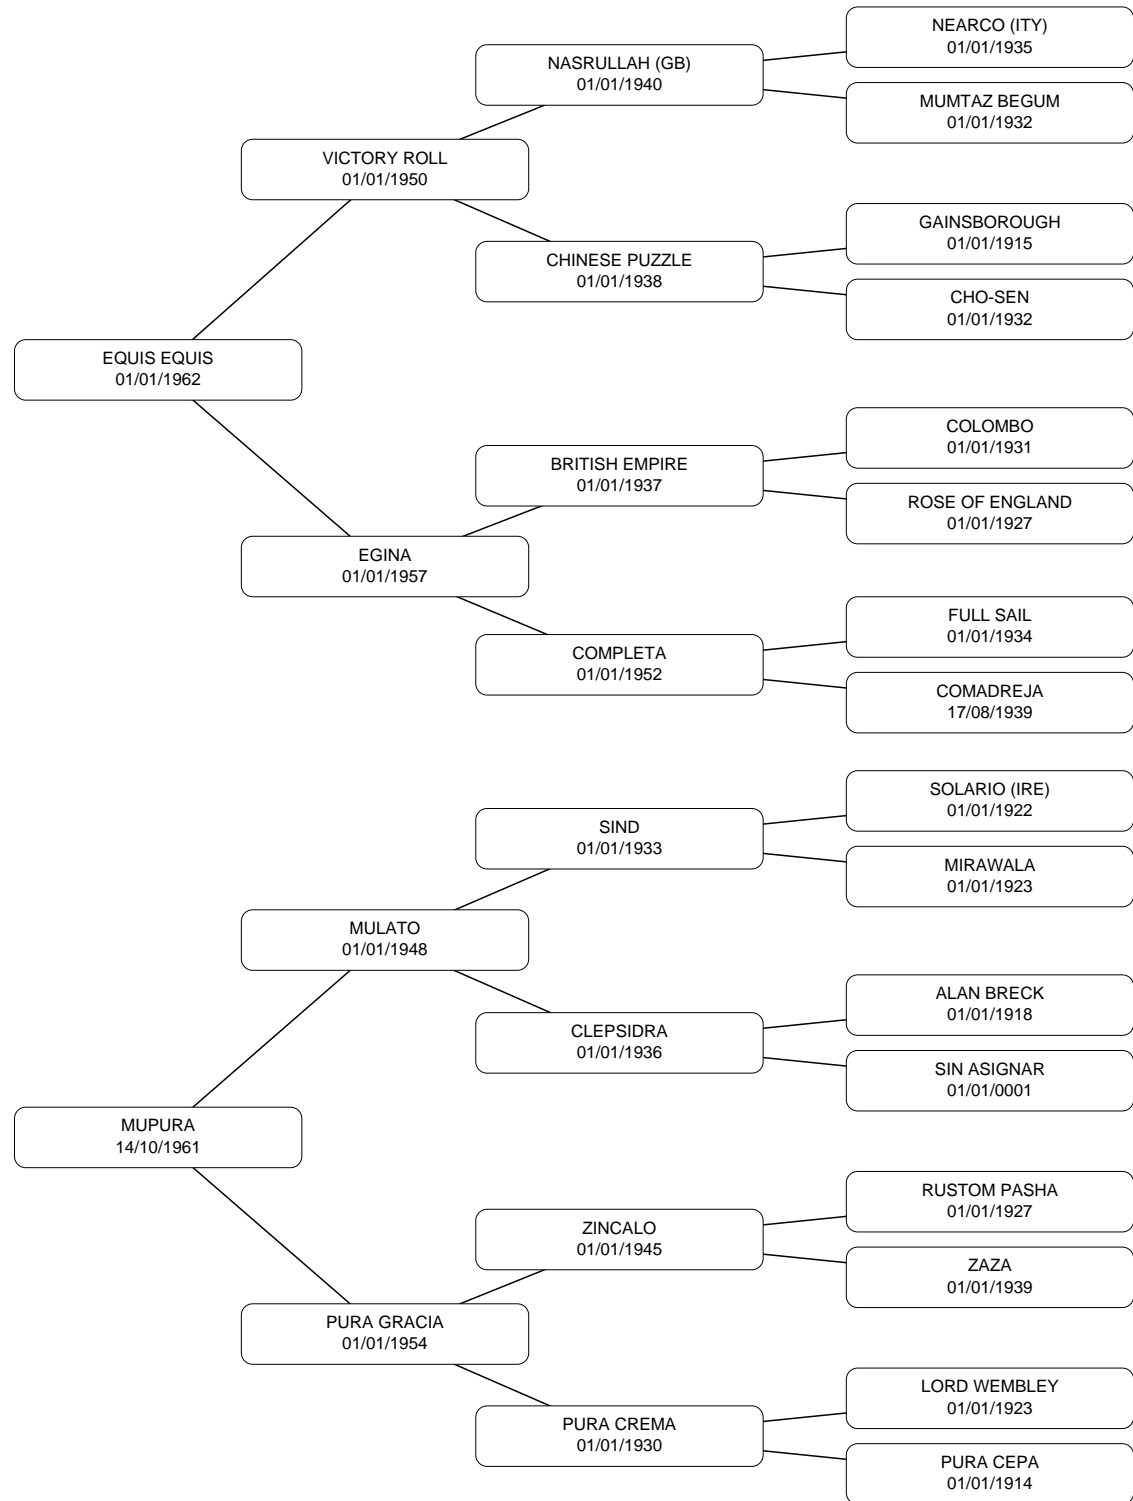 NEARCO (ITY)
01/01/1935
NASRULLAH (GB)
01/01/1940
MUMTAZ BEGUM
01/01/1932
VICTORY ROLL
01/01/1950
GAINSBOROUGH
01/01/1915
CHINESE PUZZLE
01/01/1938
CHO-SEN
01/01/1932
EQUIS EQUIS
01/01/1962
COLOMBO
01/01/1931
BRITISH EMPIRE
01/01/1937
ROSE OF ENGLAND
01/01/1927
EGINA
01/01/1957
FULL SAIL
01/01/1934
COMPLETA
01/01/1952
COMADREJA
17/08/1939
SOLARIO (IRE)
01/01/1922
SIND
01/01/1933
MIRAWALA
01/01/1923
MULATO
01/01/1948
ALAN BRECK
01/01/1918
CLEPSIDRA
01/01/1936
SIN ASIGNAR
01/01/0001
MUPURA
14/10/1961
RUSTOM PASHA
01/01/1927
ZINCALO
01/01/1945
ZAZA
01/01/1939
PURA GRACIA
01/01/1954
LORD WEMBLEY
01/01/1923
PURA CREMA
01/01/1930
PURA CEPA
01/01/1914